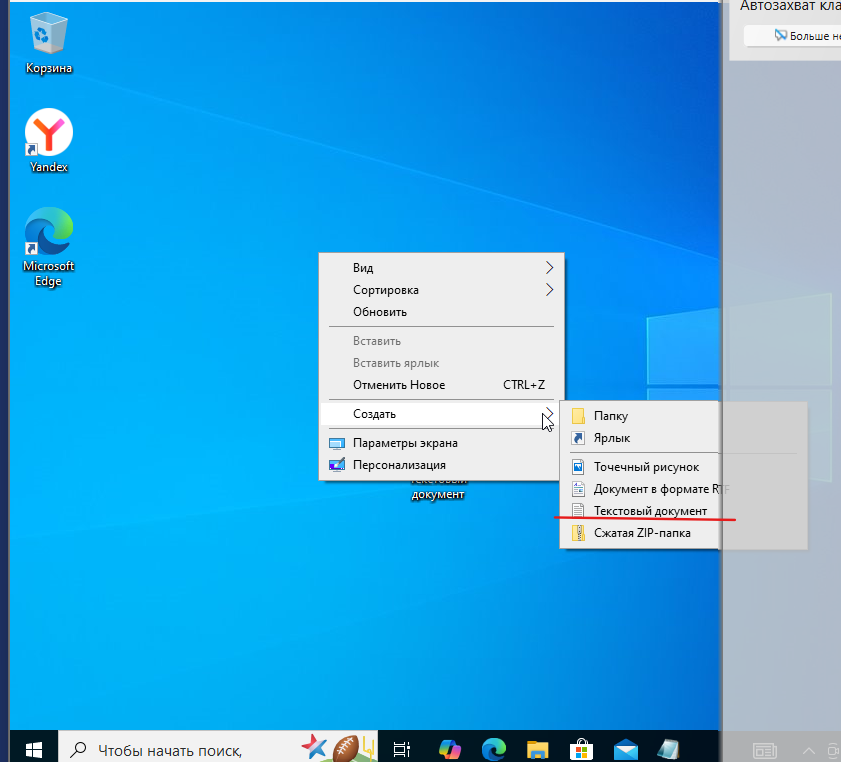 Автозахват кла
Больше не
Корзина
Yandex
Microsoft
Edge
Вид
Сортировка
Обновить
Вставить
Вставить ярлык
Отменить Новое CTRL+Z
Создать
Параметры экрана
Персонализация
Текстовый
документ
Папку
Ярлык
Точечный рисунок
Документ в формате RTF
Текстовый документ
Сжатая ZIP-папка
Чтобы начать поиск,